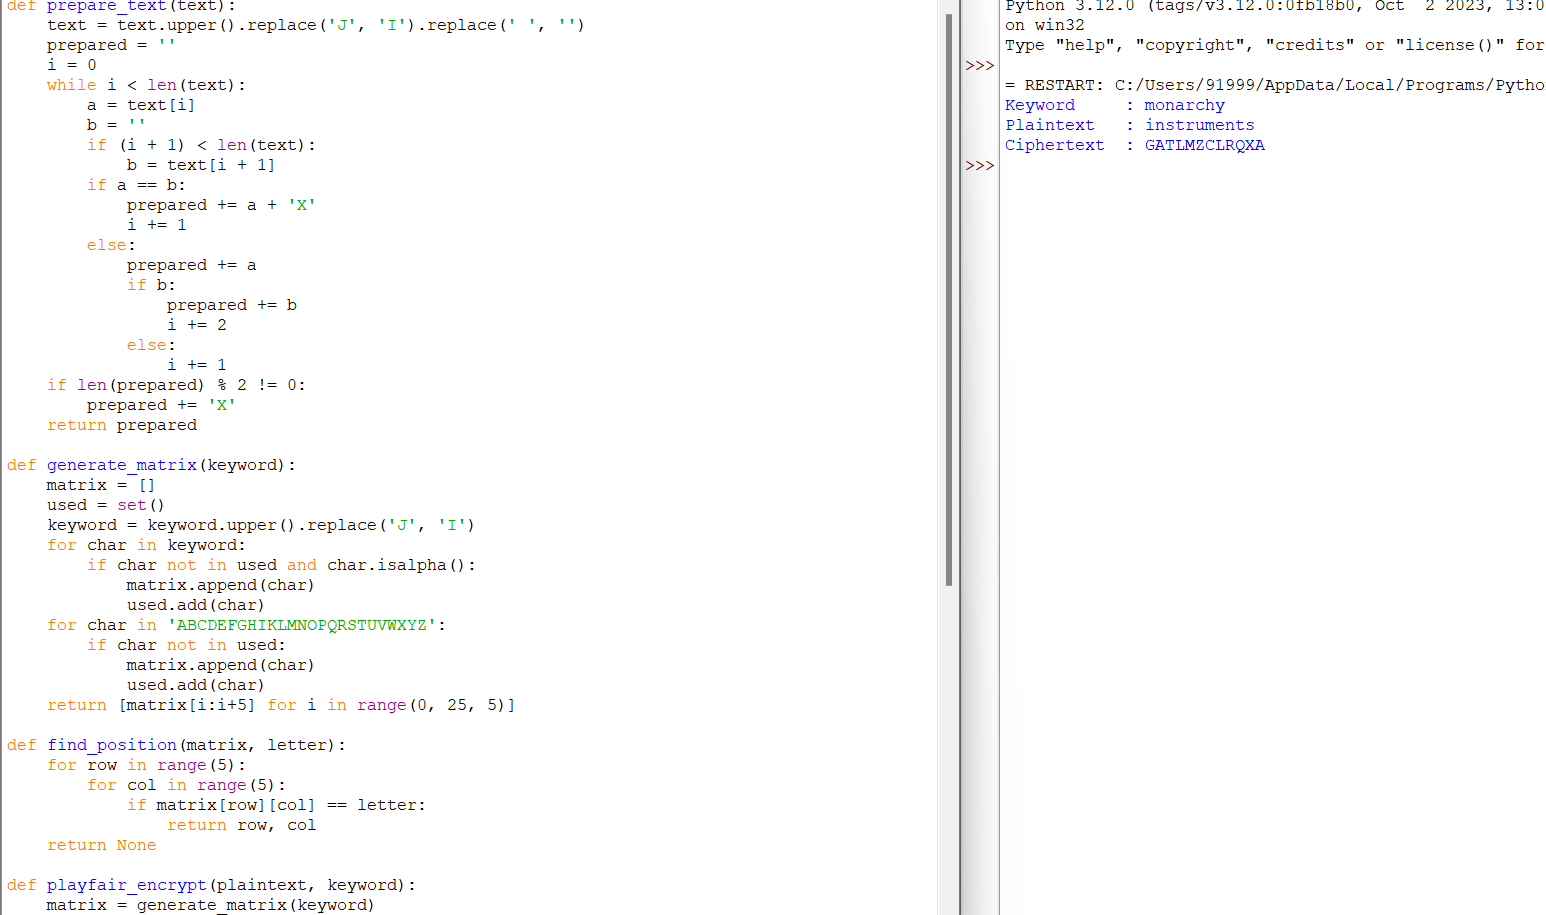 def prepare_text(text):
    text = text.upper().replace('J', 'I').replace(' ', '')
    prepared = ''
    i = 0
    while i < len(text):
        a = text[i]
        b = ''
        if (i + 1) < len(text):
            b = text[i + 1]
        if a == b:
            prepared += a + 'X'
            i += 1
        else:
            prepared += a
            if b:
                prepared += b
                i += 2
            else:
                i += 1
    if len(prepared) % 2 != 0:
        prepared += 'X'
    return prepared

def generate_matrix(keyword):
    matrix = []
    used = set()
    keyword = keyword.upper().replace('J', 'I')
    for char in keyword:
        if char not in used and char.isalpha():
            matrix.append(char)
            used.add(char)
    for char in 'ABCDEFGHIKLMNOPQRSTUVWXYZ':
        if char not in used:
            matrix.append(char)
            used.add(char)
    return [matrix[i:i+5] for i in range(0, 25, 5)]

def find_position(matrix, letter):
    for row in range(5):
        for col in range(5):
            if matrix[row][col] == letter:
                return row, col
    return None

def playfair_encrypt(plaintext, keyword):
    matrix = generate_matrix(keyword)
Python 3.12.0 (tags/v3.12.0:0fb18b0, Oct  2 2023, 13:0
on win32
Type "help", "copyright", "credits" or "license()" for
>>>
= RESTART: C:/Users/91999/AppData/Local/Programs/Pytho
Keyword     : monarchy
Plaintext   : instruments
Ciphertext  : GATLMZCLRQXA
>>>